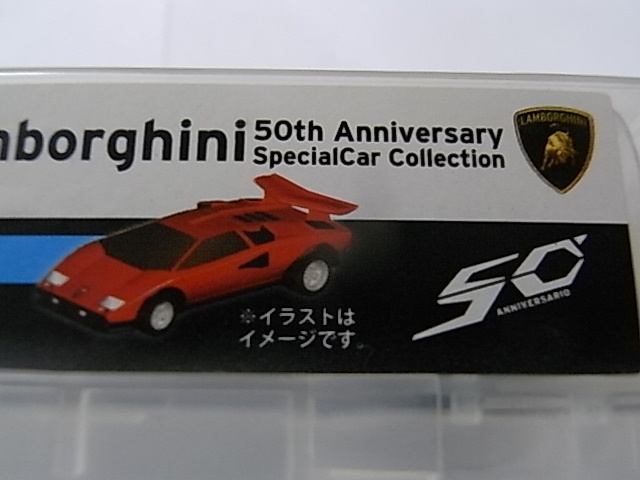 mborghini
50th Anniversary
SpecialCar Collection
LAMBORGHINI
50°
ANNIVERSARIO
※イラストは
イメージです。